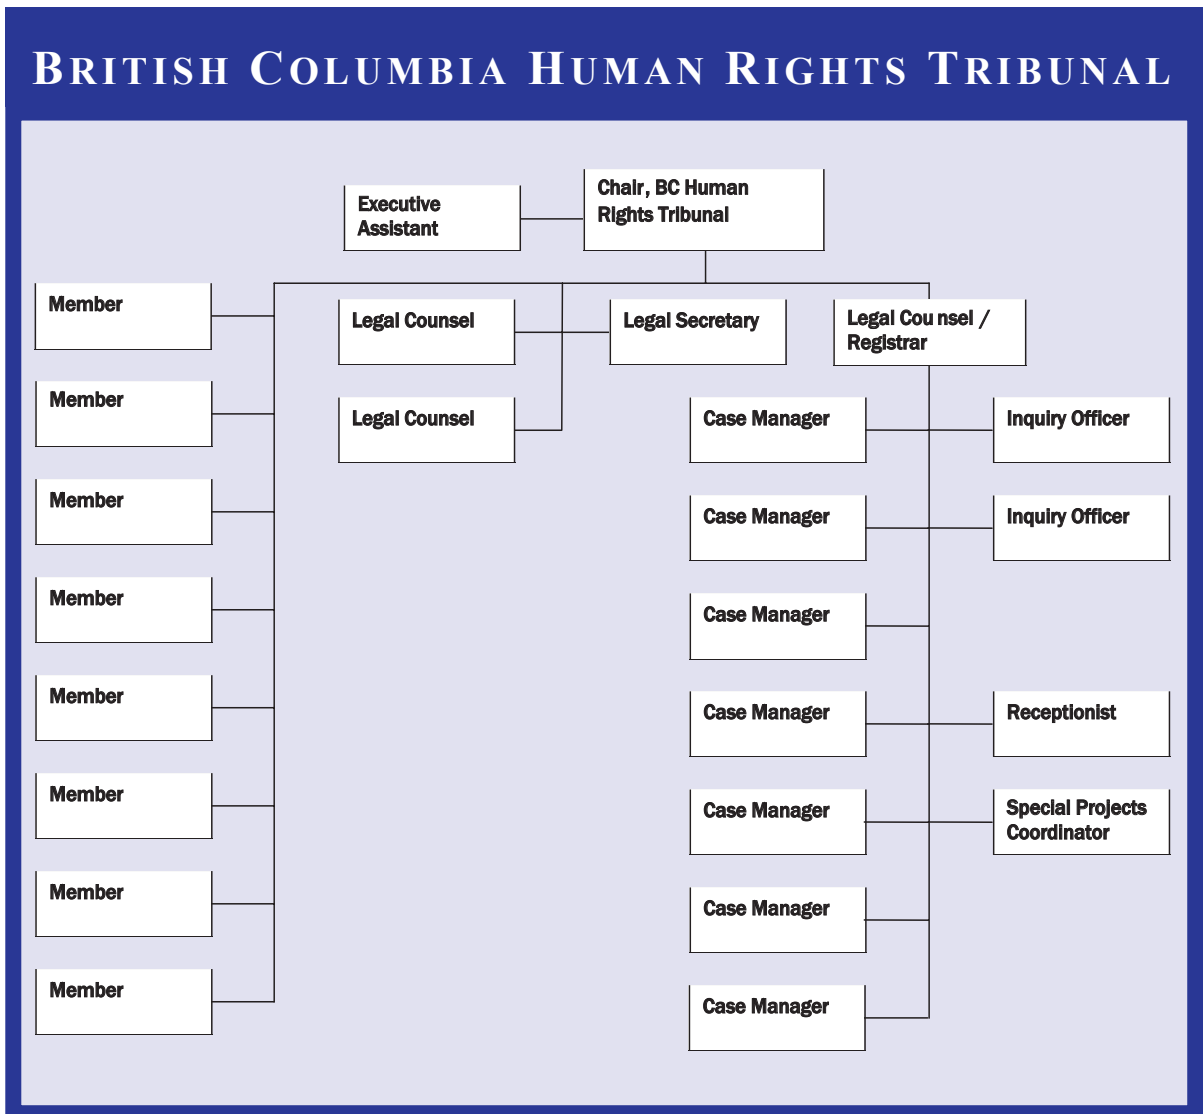 BRITISH COLUMBIA HUMAN RIGHTS TRIBUNAL
Executive
Assistant
Chair, BC Human
Rights Tribunal
Member
Member
Member
Member
Member
Member
Member
Member
Legal Counsel
Legal Secretary
Legal Counsel
Legal Counsel /
Registrar
Case Manager
Case Manager
Case Manager
Case Manager
Case Manager
Case Manager
Case Manager
Inquiry Officer
Inquiry Officer
Receptionist
Special Projects
Coordinator